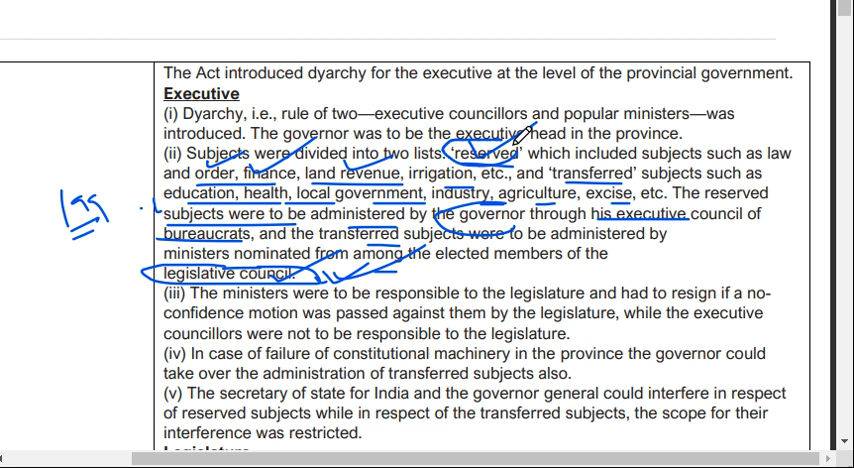 The Act introduced dyarchy for the executive at the level of the provincial government.
Executive
(i) Dyarchy, i.e., rule of two—executive councillors and popular ministers—was
introduced. The governor was to be the executive head in the province.
(ii) Subjects were divided into two lists: ‘reserved’ which included subjects such as law
and order, finance, land revenue, irrigation, etc., and ‘transferred’ subjects such as
education, health, local government, industry, agriculture, excise, etc. The reserved
subjects were to be administered by the governor through his executive council of
bureaucrats, and the transferred subjects were to be administered by
ministers nominated from among the elected members of the
legislative council.
(iii) The ministers were to be responsible to the legislature and had to resign if a no-
confidence motion was passed against them by the legislature, while the executive
councillors were not to be responsible to the legislature.
(iv) In case of failure of constitutional machinery in the province the governor could
take over the administration of transferred subjects also.
(v) The secretary of state for India and the governor general could interfere in respect
of reserved subjects while in respect of the transferred subjects, the scope for their
interference was restricted.